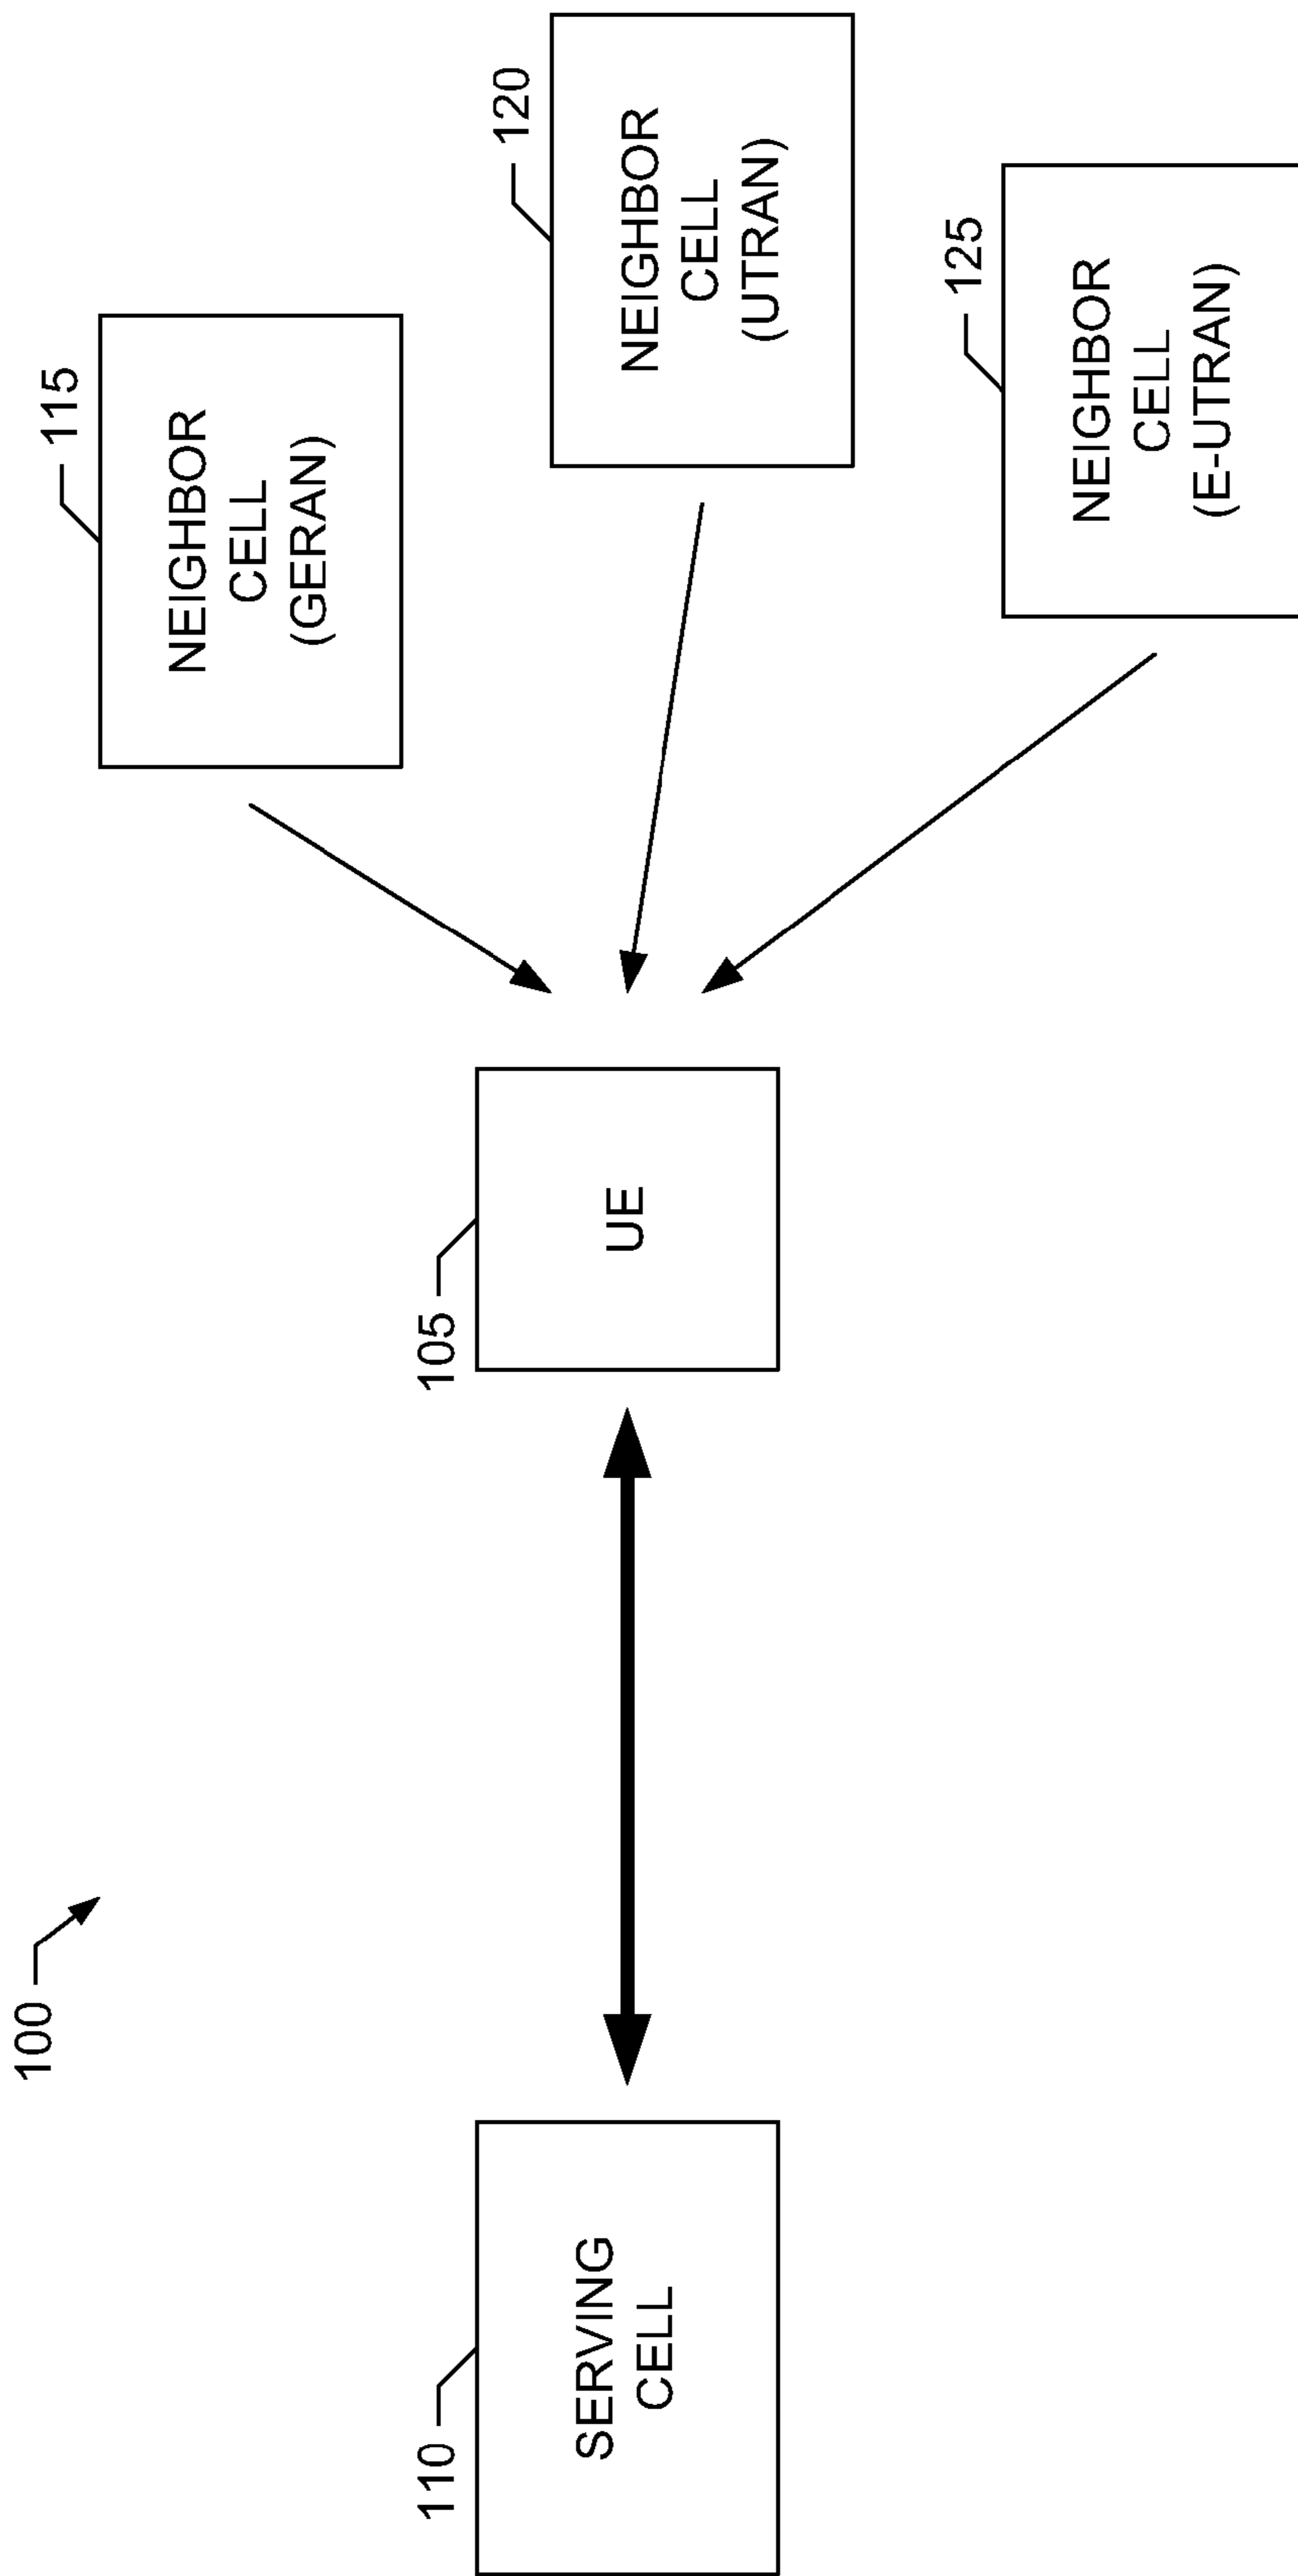 100
110
SERVING
CELL
105
UE
115
NEIGHBOR
CELL
(GERAN)
120
NEIGHBOR
CELL
(UTRAN)
125
NEIGHBOR
CELL
(E-UTRAN)